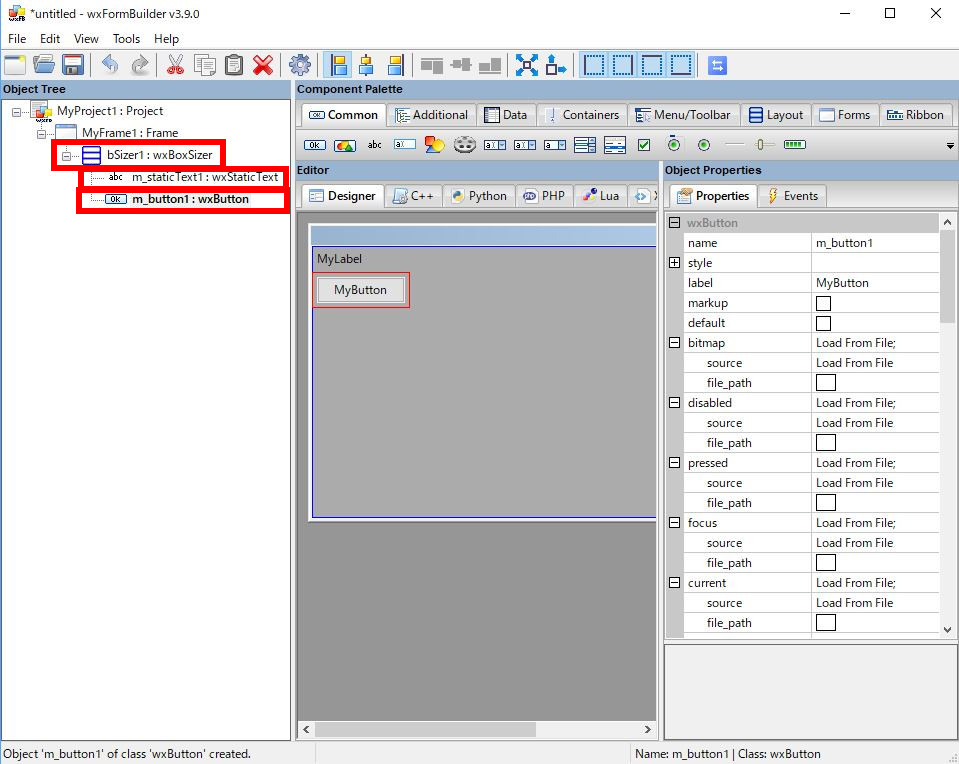 *untitled - wxFormBuilder v3.9.0
File Edit View Tools Help
Object Tree
MyProject1 : Project
MyFrame1 : Frame
bSizer1 : wxBoxSizer
abc m_staticText1 : wxStaticText
OK m_button1 : wxButton
Component Palette
OK Common Additional Data Containers Menu/Toolbar Layout Forms Ribbon
OK abc
Editor
Designer C++ Python PHP Lua
MyLabel
MyButton
Object Properties
Properties Events
wxButton
name m_button1
style
label MyButton
markup
default
bitmap Load From File;
source Load From File
file_path
disabled Load From File;
source Load From File
file_path
pressed Load From File;
source Load From File
file_path
focus Load From File;
source Load From File
file_path
current Load From File;
source Load From File
file_path
Object 'm_button1' of class 'wxButton' created.
Name: m_button1 | Class: wxButton